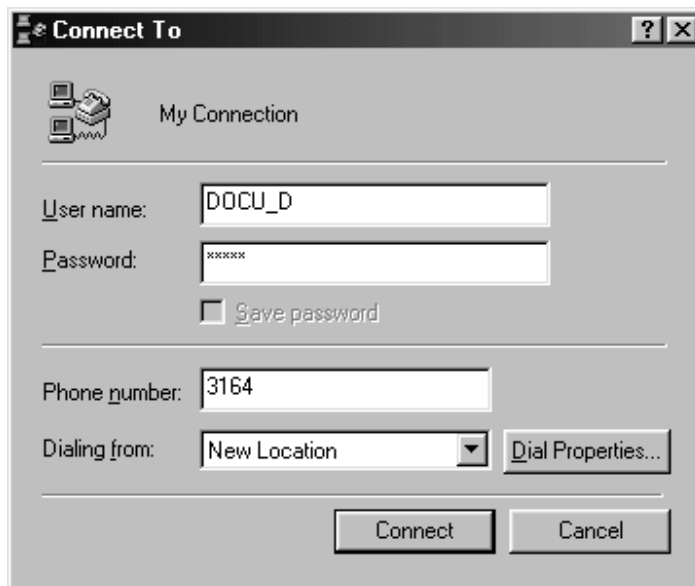 Connect To
My Connection
User name: DOCU_D
Password: *****
Save password
Phone number: 3164
Dialing from: New Location Dial Properties...
Connect Cancel